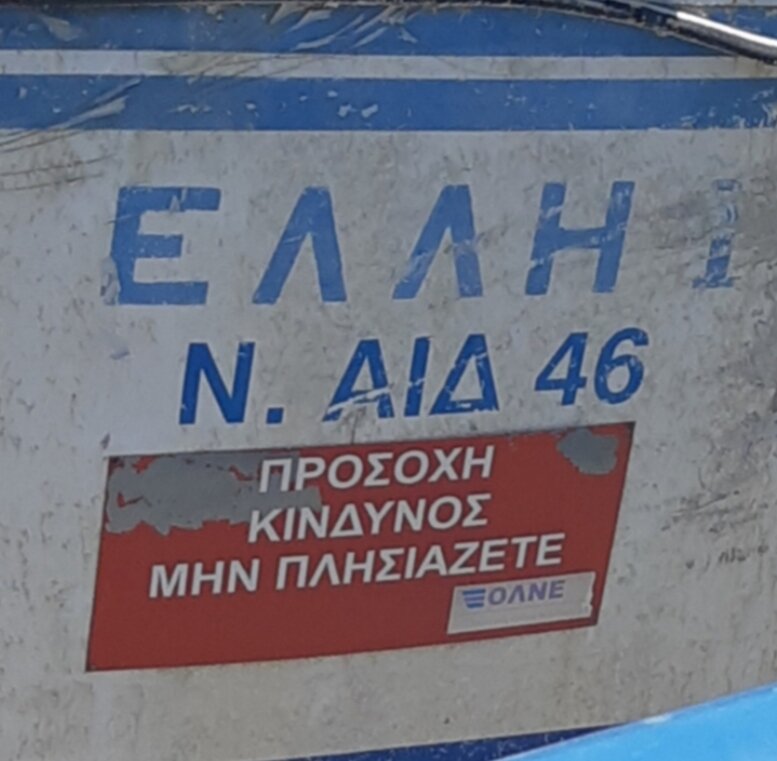 ΕΛΛΗ Ι
Ν. ΑΙΔ 46
ΠΡΟΣΟΧΗ
ΚΙΝΔΥΝΟΣ
ΜΗΝ ΠΛΗΣΙΑΖΕΤΕ
ΟΛΝΕ